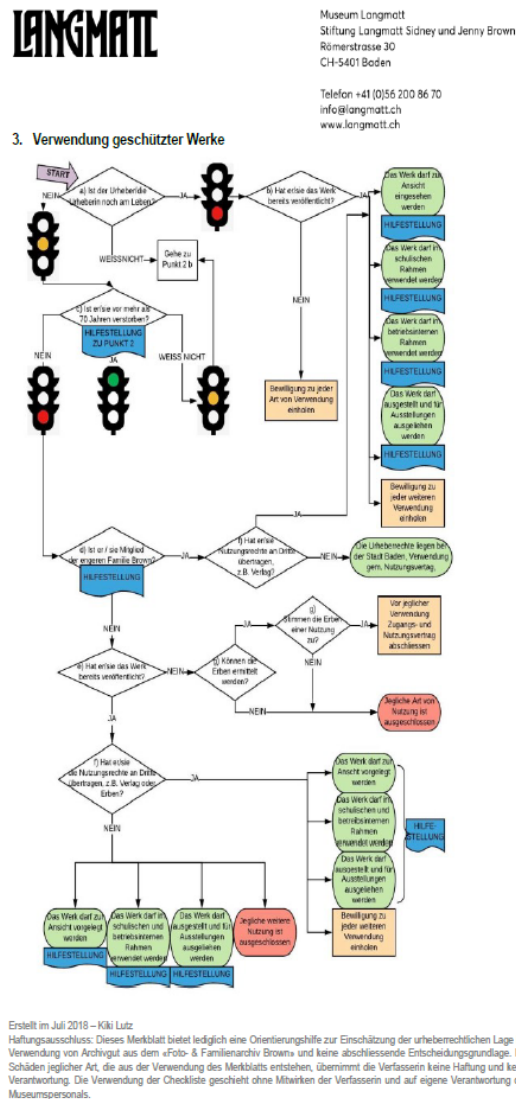 LANGMATT
Museum Langmatt
Stiftung Langmatt Sidney und Jenny Brown
Römerstrasse 30
CH-5401 Baden
Telefon +41 (0)56 200 86 70
info@langmatt.ch
www.langmatt.ch
3. Verwendung geschützter Werke
START
a) Ist der Urheber/die
Urheberin noch am Leben?
NEIN
JA
WEISSNICHT
Gehe zu
Punkt 2 b
b) Hat er/sie das Werk
bereits veröffentlicht?
JA
NEIN
Bewilligung zu jeder
Art von Verwendung
einholen
Das Werk darf zur
Ansicht
eingesehen
werden
HILFESTELLUNG
Das Werk darf im
schulischen
Rahmen
verwendet werden
HILFESTELLUNG
Das Werk darf im
betriebsinternen
Rahmen
verwendet werden
HILFESTELLUNG
Das Werk darf
ausgestellt und für
Ausstellungen
ausgeliehen
werden
HILFESTELLUNG
Bewilligung zu
jeder weiteren
Verwendung
einholen
c) Ist er/sie vor mehr als
70 Jahren verstorben?
HILFESTELLUNG
ZU PUNKT 2
NEIN
JA
WEISS NICHT
d) Ist er / sie Mitglied
der engeren Familie Brown?
HILFESTELLUNG
JA
NEIN
f) Hat er/sie
Nutzungsrechte an Dritte
übertragen,
z.B. Verlag?
JA
NEIN
Die Urheberrechte liegen bei
der Stadt Baden, Verwendung
gem. Nutzungsvertrag.
e) Hat er/sie das Werk
bereits veröffentlicht?
NEIN
JA
g) Können die
Erben ermittelt
werden?
JA
NEIN
g)
Stimmen die Erben
einer Nutzung
zu?
JA
NEIN
Vor jeglicher
Verwendung
Zugangs- und
Nutzungsvertrag
abschliessen
Jegliche Art von
Nutzung ist
ausgeschlossen
f) Hat er/sie
die Nutzungsrechte an Dritte
übertragen, z.B. Verlag oder
Erben?
JA
NEIN
Das Werk darf zur
Ansicht vorgelegt
werden
Das Werk darf in
schulischen und
betriebsinternen
Rahmen
verwendet werden
Das Werk darf
ausgestellt und für
Ausstellungen
ausgeliehen
werden
HILFE-
STELLUNG
Bewilligung zu
jeder weiteren
Verwendung
einholen
Das Werk darf zur
Ansicht vorgelegt
werden
HILFESTELLUNG
Das Werk darf in
schulischen und
betriebsinternen
Rahmen
verwendet werden
HILFESTELLUNG
Das Werk darf
ausgestellt und für
Ausstellungen
ausgeliehen
werden
HILFESTELLUNG
Jegliche weitere
Nutzung ist
ausgeschlossen
Erstellt im Juli 2018 – Kiki Lutz
Haftungsausschluss: Dieses Merkblatt bietet lediglich eine Orientierungshilfe zur Einschätzung der urheberrechtlichen Lage
Verwendung von Archivgut aus dem «Foto- & Familienarchiv Brown» und keine abschliessende Entscheidungsgrundlage.
Schäden jeglicher Art, die aus der Verwendung des Merkblatts entstehen, übernimmt die Verfasserin keine Haftung und ke
Verantwortung. Die Verwendung der Checkliste geschieht ohne Mitwirken der Verfasserin und auf eigene Verantwortung
Museumspersonals.